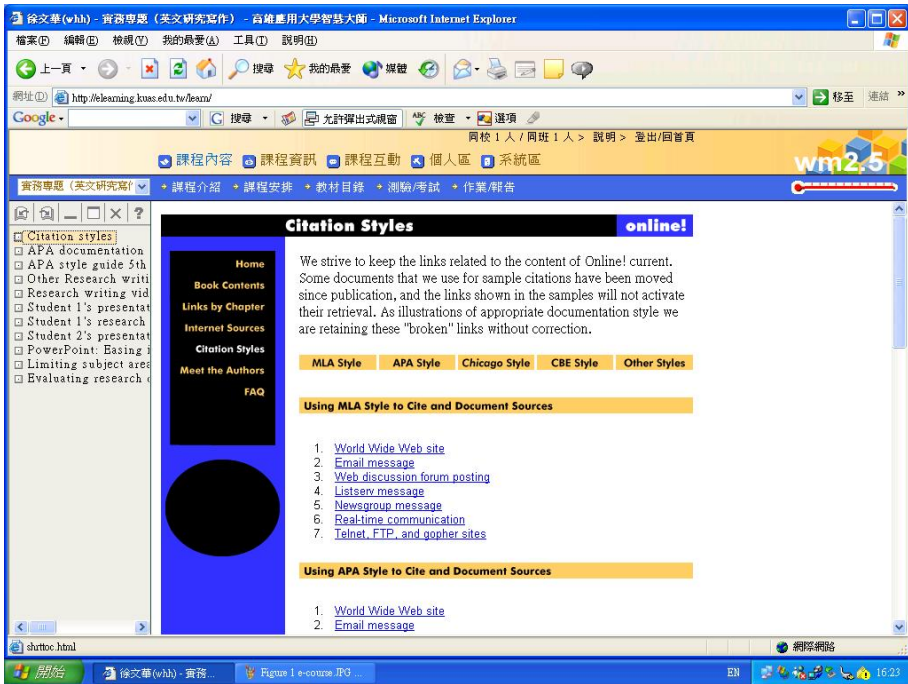 徐文華(whh) - 實務專題（英文研究寫作） - 高雄應用大學智慧大師 - Microsoft Internet Explorer
檔案(F) 編輯(E) 檢視(V) 我的最愛(A) 工具(T) 說明(H)
上一頁 搜尋 我的最愛 媒體
網址(D) http://elearning.kuas.edu.tw/learn/ 移至 連結 »
Google 搜尋 允許彈出式視窗 ABC 檢查 選項
同校 1 人 / 同班 1 人 > 說明 > 登出/回首頁
課程內容 課程資訊 課程互動 個人區 系統區 wm2.5
實務專題（英文研究寫作 課程介紹 課程安排 教材目錄 測驗/考試 作業/報告
Citation Styles online!
Citation styles
APA documentation
APA style guide 5th
Other Research writi
Research writing vid
Student 1's presentat
Student 1's research
Student 2's presentat
PowerPoint: Easing i
Limiting subject area
Evaluating research
Home
Book Contents
Links by Chapter
Internet Sources
Citation Styles
Meet the Authors
FAQ
We strive to keep the links related to the content of Online! current.
Some documents that we use for sample citations have been moved
since publication, and the links shown in the samples will not activate
their retrieval. As illustrations of appropriate documentation style we
are retaining these "broken" links without correction.
MLA Style APA Style Chicago Style CBE Style Other Styles
Using MLA Style to Cite and Document Sources
1. World Wide Web site
2. Email message
3. Web discussion forum posting
4. Listserv message
5. Newsgroup message
6. Real-time communication
7. Telnet, FTP, and gopher sites
Using APA Style to Cite and Document Sources
1. World Wide Web site
2. Email message
shrttoc.html 網際網路
開始 徐文華(whh) - 實務... Figure 1 e-course.JPG ... EN 16:23